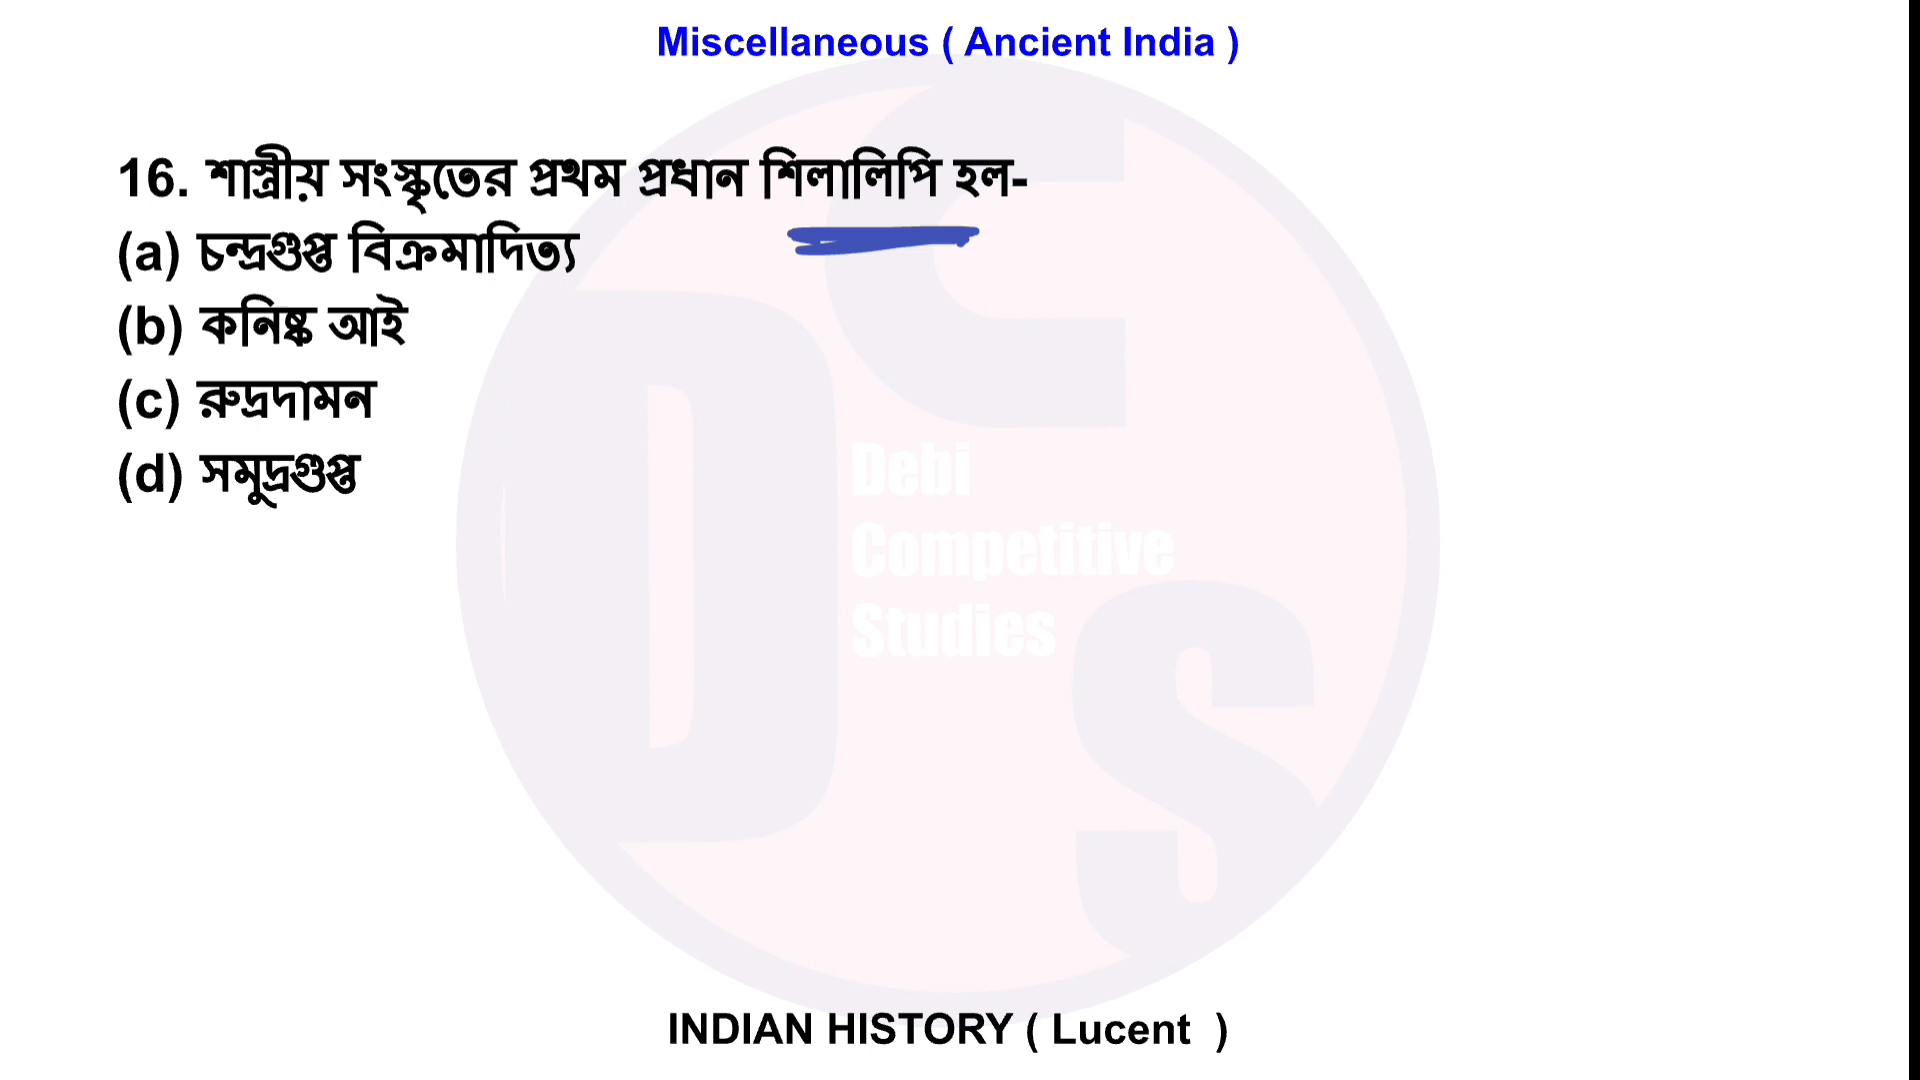 Miscellaneous ( Ancient India )
16. শাস্ত্রীয় সংস্কৃতের প্রথম প্রধান শিলালিপি হল-
(a) চন্দ্রগুপ্ত বিক্রমাদিত্য
(b) কনিষ্ক আই
(c) রুদ্রদামন
(d) সমুদ্রগুপ্ত
Debi
Competitive
Studies
INDIAN HISTORY ( Lucent )